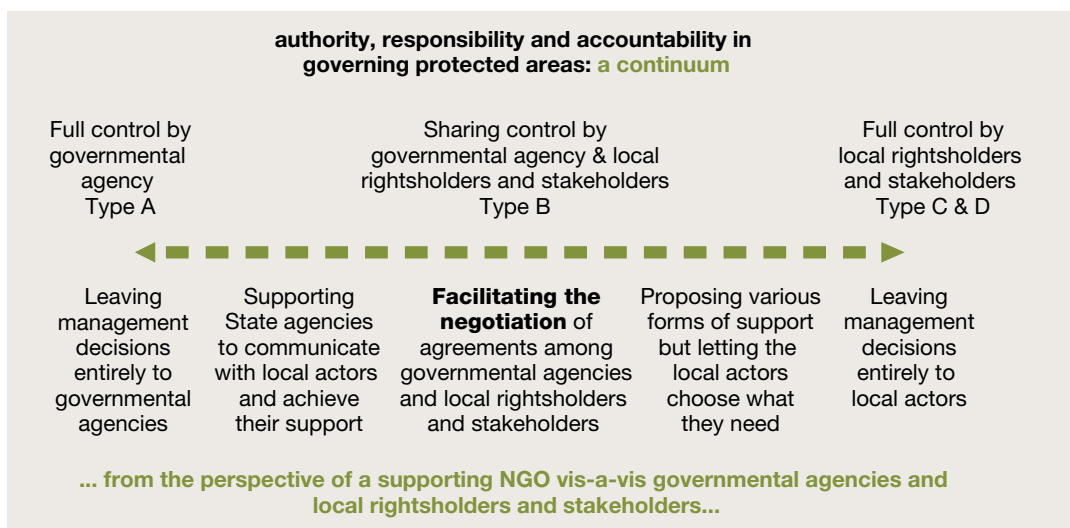 authority, responsibility and accountability in
governing protected areas: a continuum
Full control by
governmental
agency
Type A
Sharing control by
governmental agency & local
rightsholders and stakeholders
Type B
Full control by
local rightsholders
and stakeholders
Type C & D
Leaving
management
decisions
entirely to
governmental
agencies
Supporting
State agencies
to communicate
with local actors
and achieve
their support
Facilitating the
negotiation of
agreements among
governmental agencies
and local rightsholders
and stakeholders
Proposing various
forms of support
but letting the
local actors
choose what
they need
Leaving
management
decisions
entirely to
local actors
... from the perspective of a supporting NGO vis-a-vis governmental agencies and
local rightsholders and stakeholders...